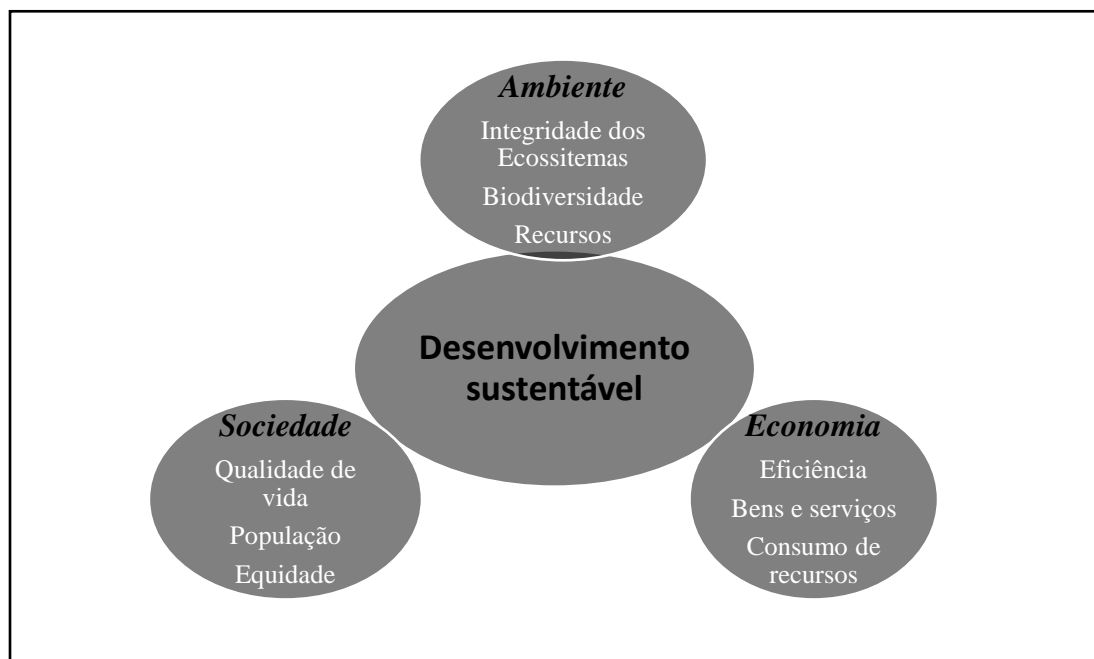 Ambiente
Integridade dos
Ecossitemas
Biodiversidade
Recursos
Desenvolvimento
sustentável
Sociedade
Qualidade de
vida
População
Equidade
Economia
Eficiência
Bens e serviços
Consumo de
recursos